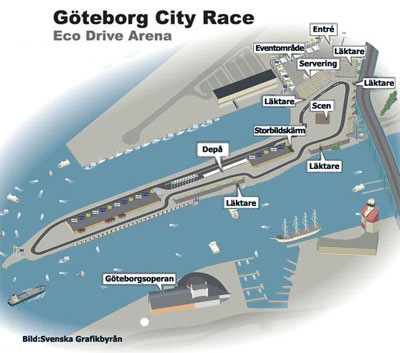 Göteborg City Race
Eco Drive Arena
Entré
Eventområde
Läktare
Servering
Läktare
Läktare
Scen
Storbildskärm
Depå
Läktare
Läktare
Göteborgsoperan
Bild:Svenska Grafikbyrån